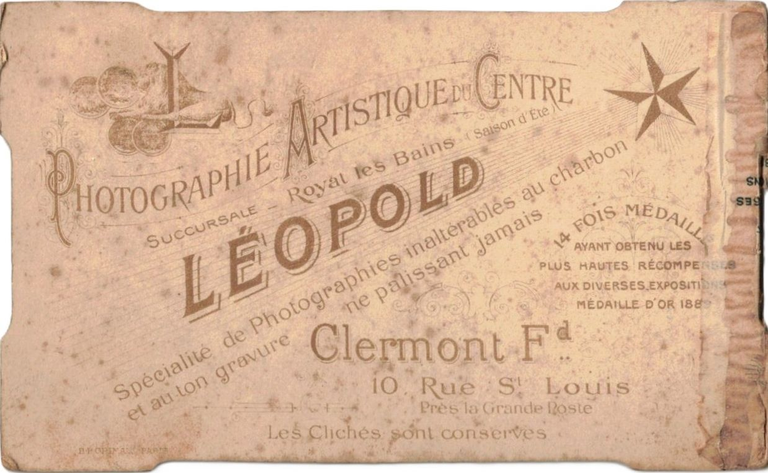 PHOTOGRAPHIE ARTISTIQUE DU CENTRE
SUCCURSALE - Royat les Bains (Saison d'Été)
LÉOPOLD
Spécialité de Photographies inaltérables au charbon
et au ton gravure ne palissant jamais
14 FOIS MÉDAILL
AYANT OBTENU LES
PLUS HAUTES RÉCOMPENSES
AUX DIVERSES EXPOSITI
MÉDAILLE D'OR 188
Clermont Fd
10 Rue St Louis
Près la Grande Poste
Les Clichés sont conservés